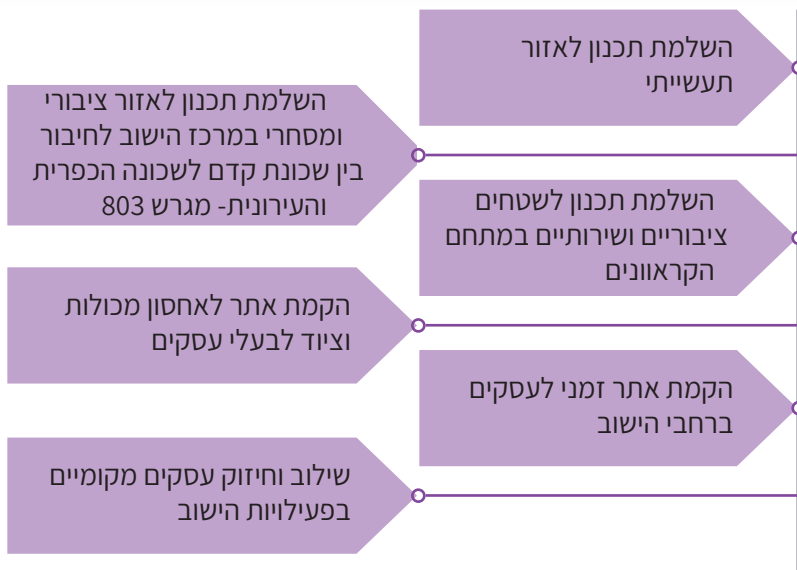 השלמת תכנון לאזור
תעשייתי
השלמת תכנון לאזור ציבורי
ומסחרי במרכז הישוב לחיבור
בין שכונת קדם לשכונה הכפרית
והעירונית- מגרש 803
השלמת תכנון לשטחים
ציבוריים ושירותיים במתחם
הקראוונים
הקמת אתר לאחסון מכולות
וציוד לבעלי עסקים
הקמת אתר זמני לעסקים
ברחבי הישוב
שילוב וחיזוק עסקים מקומיים
בפעילויות הישוב